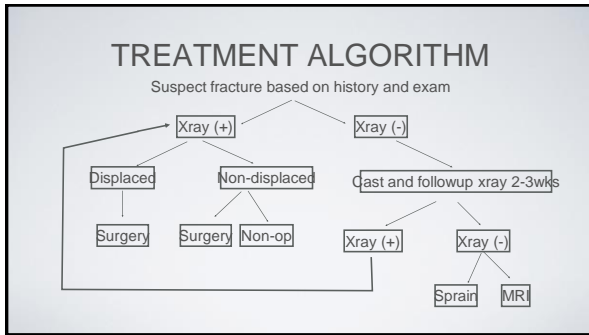 TREATMENT ALGORITHM
Suspect fracture based on history and exam
Xray (+)
Xray (-)
Displaced
Non-displaced
Cast and followup xray 2-3wks
Surgery
Surgery
Non-op
Xray (+)
Xray (-)
Sprain
MRI